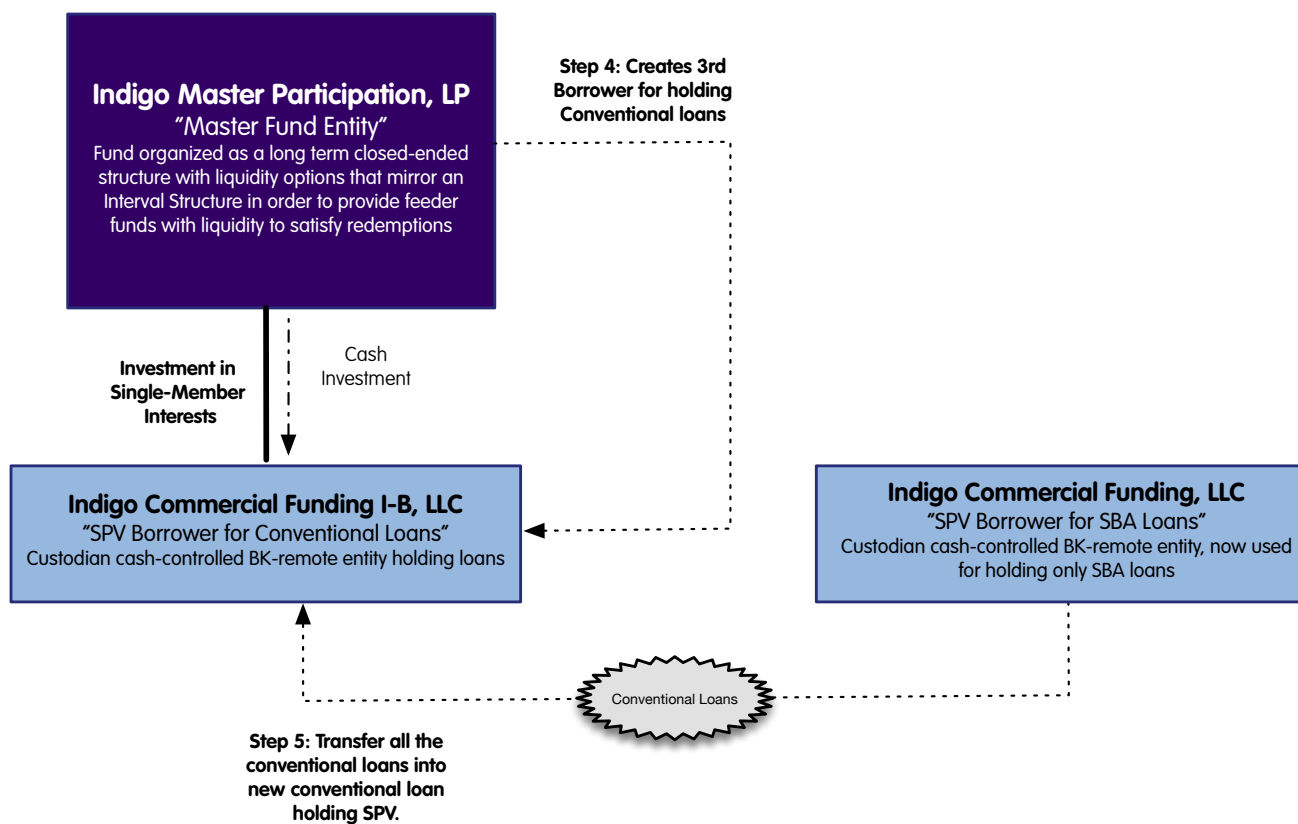 Indigo Master Participation, LP
"Master Fund Entity"
Fund organized as a long term closed-ended
structure with liquidity options that mirror an
Interval Structure in order to provide feeder
funds with liquidity to satisfy redemptions
Step 4: Creates 3rd
Borrower for holding
Conventional loans
Investment in
Single-Member
Interests
Cash
Investment
Indigo Commercial Funding I-B, LLC
"SPV Borrower for Conventional Loans"
Custodian cash-controlled BK-remote entity holding loans
Indigo Commercial Funding, LLC
"SPV Borrower for SBA Loans"
Custodian cash-controlled BK-remote entity, now used
for holding only SBA loans
Conventional Loans
Step 5: Transfer all the
conventional loans into
new conventional loan
holding SPV.